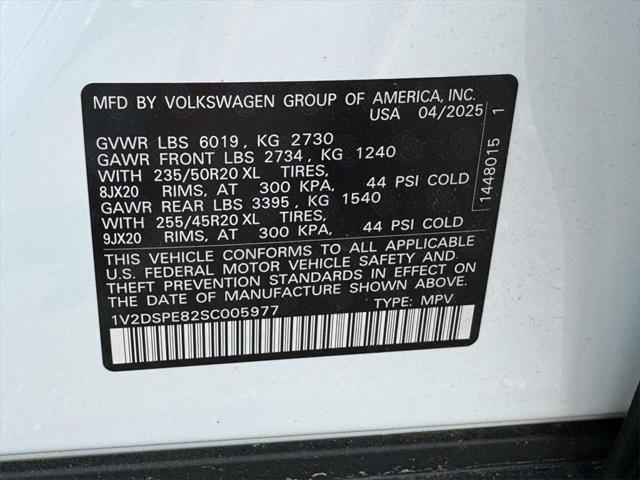 MFD BY VOLKSWAGEN GROUP OF AMERICA, INC.
USA 04/2025
GVWR LBS 6019, KG 2730
GAWR FRONT LBS 2734, KG 1240
WITH 235/50R20 XL TIRES,
8JX20 RIMS, AT 300 KPA, 44 PSI COLD
GAWR REAR LBS 3395, KG 1540
WITH 255/45R20 XL TIRES,
9JX20 RIMS, AT 300 KPA, 44 PSI COLD
THIS VEHICLE CONFORMS TO ALL APPLICABLE
U.S. FEDERAL MOTOR VEHICLE SAFETY AND
THEFT PREVENTION STANDARDS IN EFFECT ON
THE DATE OF MANUFACTURE SHOWN ABOVE.
1V2DSPE82SC005977 TYPE: MPV
1448015 1